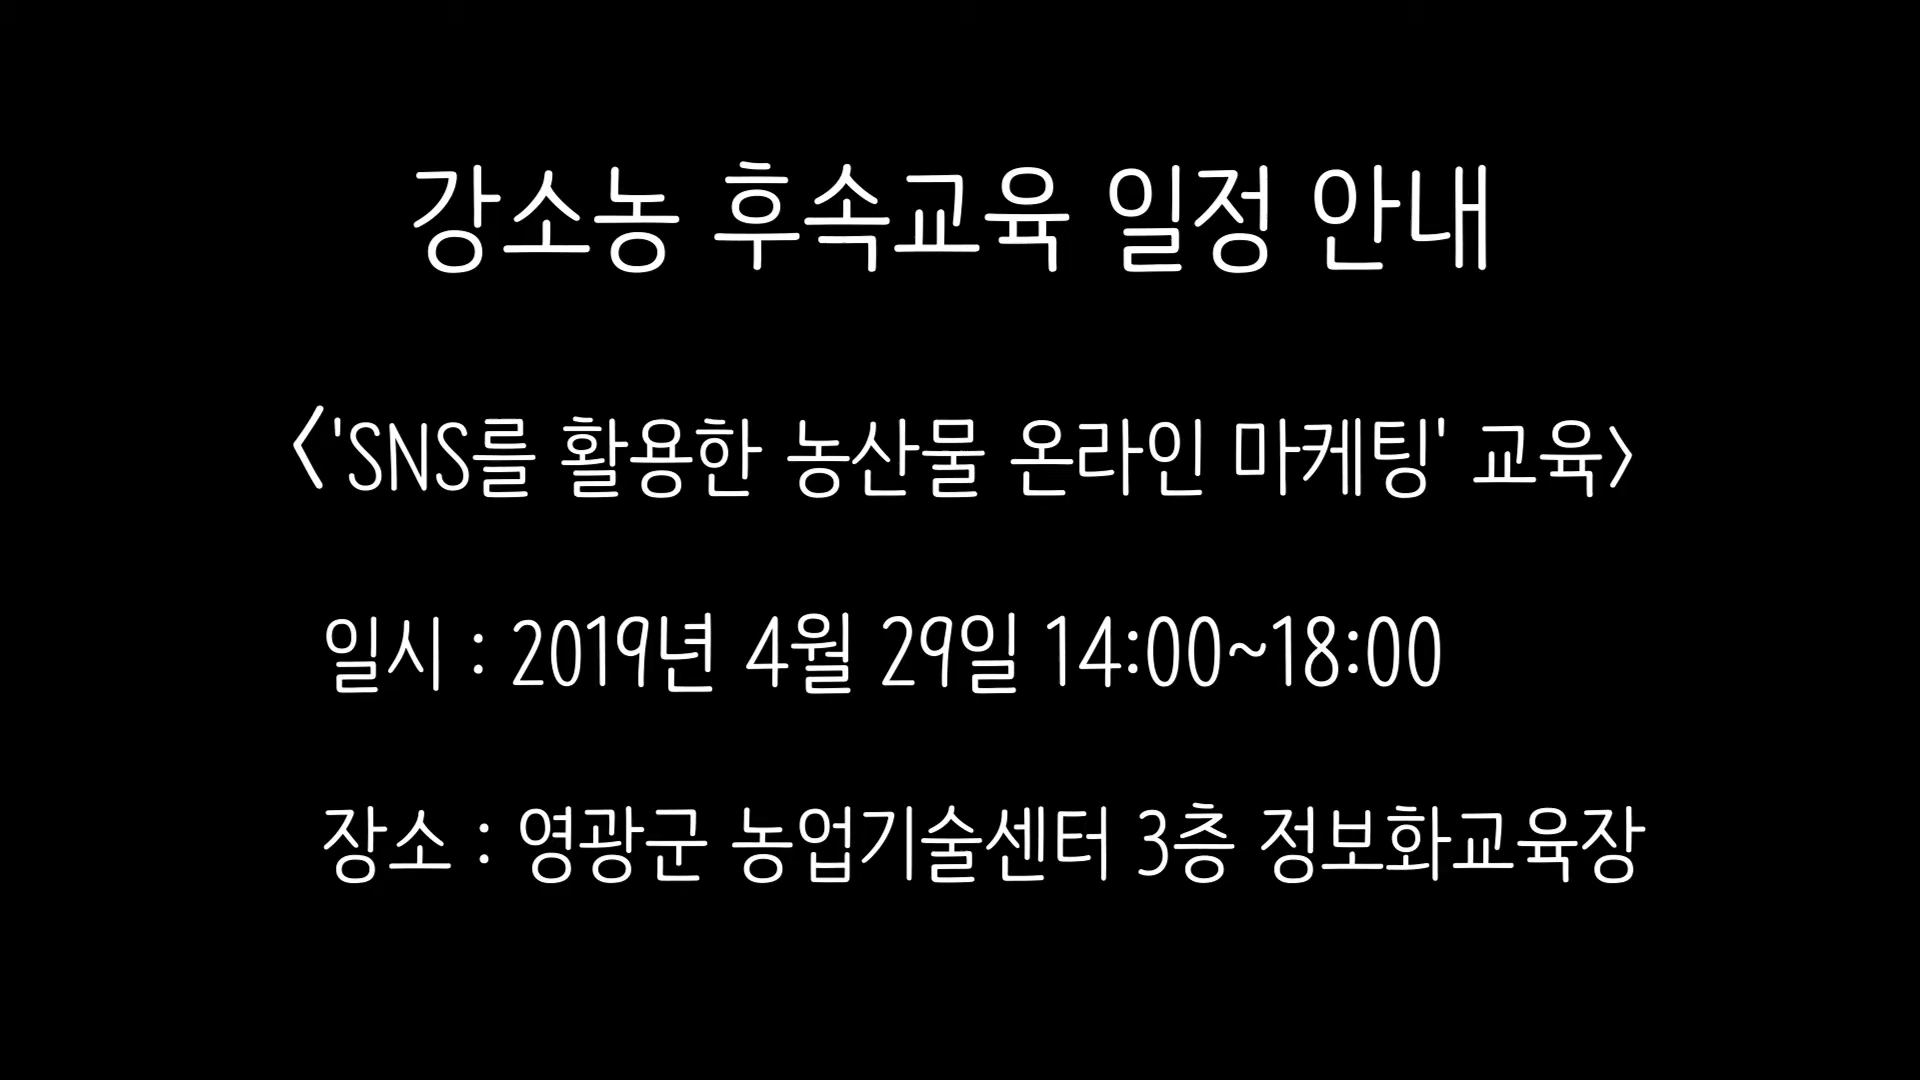 강소농 후속교육 일정 안내
<'SNS를 활용한 농산물 온라인 마케팅' 교육>
일시 : 2019년 4월 29일 14:00~18:00
장소 : 영광군 농업기술센터 3층 정보화교육장